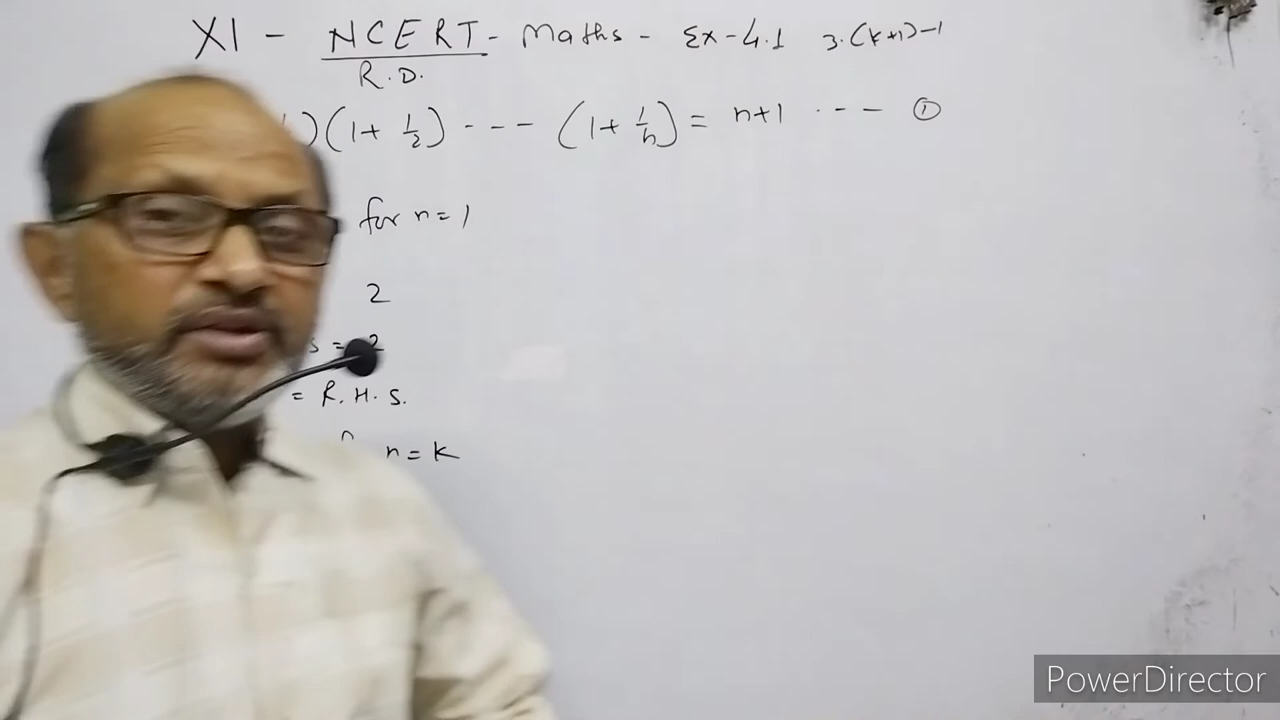 XI - NCERT - Maths - Ex-4.1 3.(k+1)-1
R.D.
)(1+ 1/2) - - - (1+ 1/n) = n+1 - - - ①
for n = 1
2
s = 2
= R.H.S.
n = k
PowerDirector